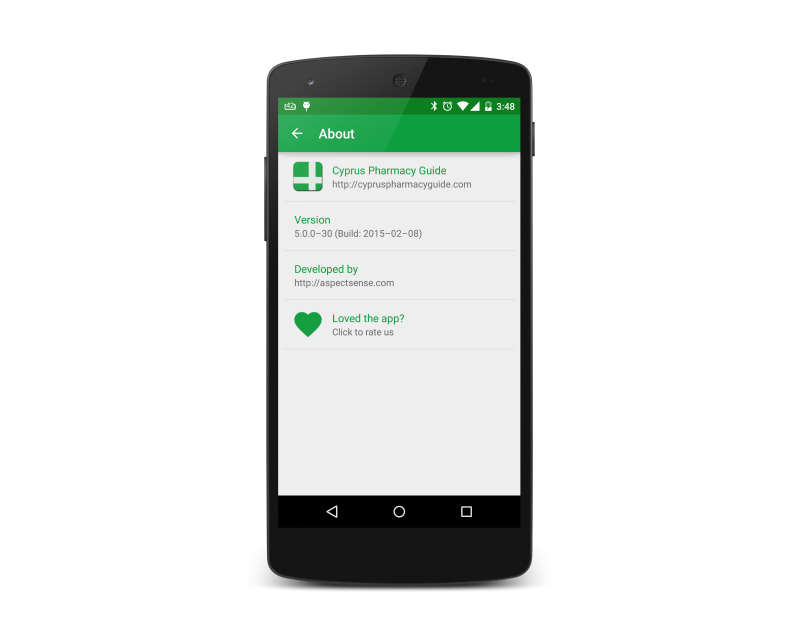 3:48
About
Cyprus Pharmacy Guide
http://cypruspharmacyguide.com
Version
5.0.0–30 (Build: 2015–02–08)
Developed by
http://aspectsense.com
Loved the app?
Click to rate us